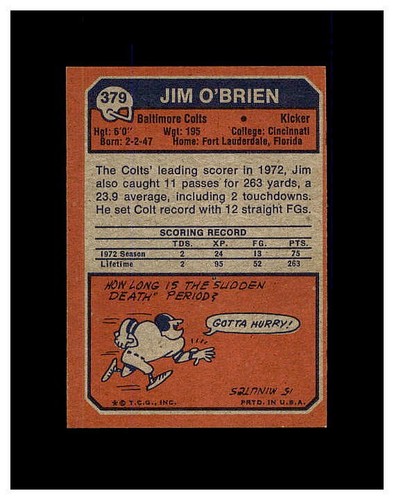 379
JIM O'BRIEN
Baltimore Colts • Kicker
Hgt: 6'0" Wgt: 195 College: Cincinnati
Born: 2-2-47 Home: Fort Lauderdale, Florida
The Colts' leading scorer in 1972, Jim
also caught 11 passes for 263 yards, a
23.9 average, including 2 touchdowns.
He set Colt record with 12 straight FGs.
SCORING RECORD
TDS. XP. FG. PTS.
1972 Season 2 24 13 75
Lifetime 2 95 52 263
HOW LONG IS THE "SUDDEN
DEATH" PERIOD?
GOTTA HURRY!
15 MINUTES
* © T.C.G., INC. PRTD. IN U.S.A.